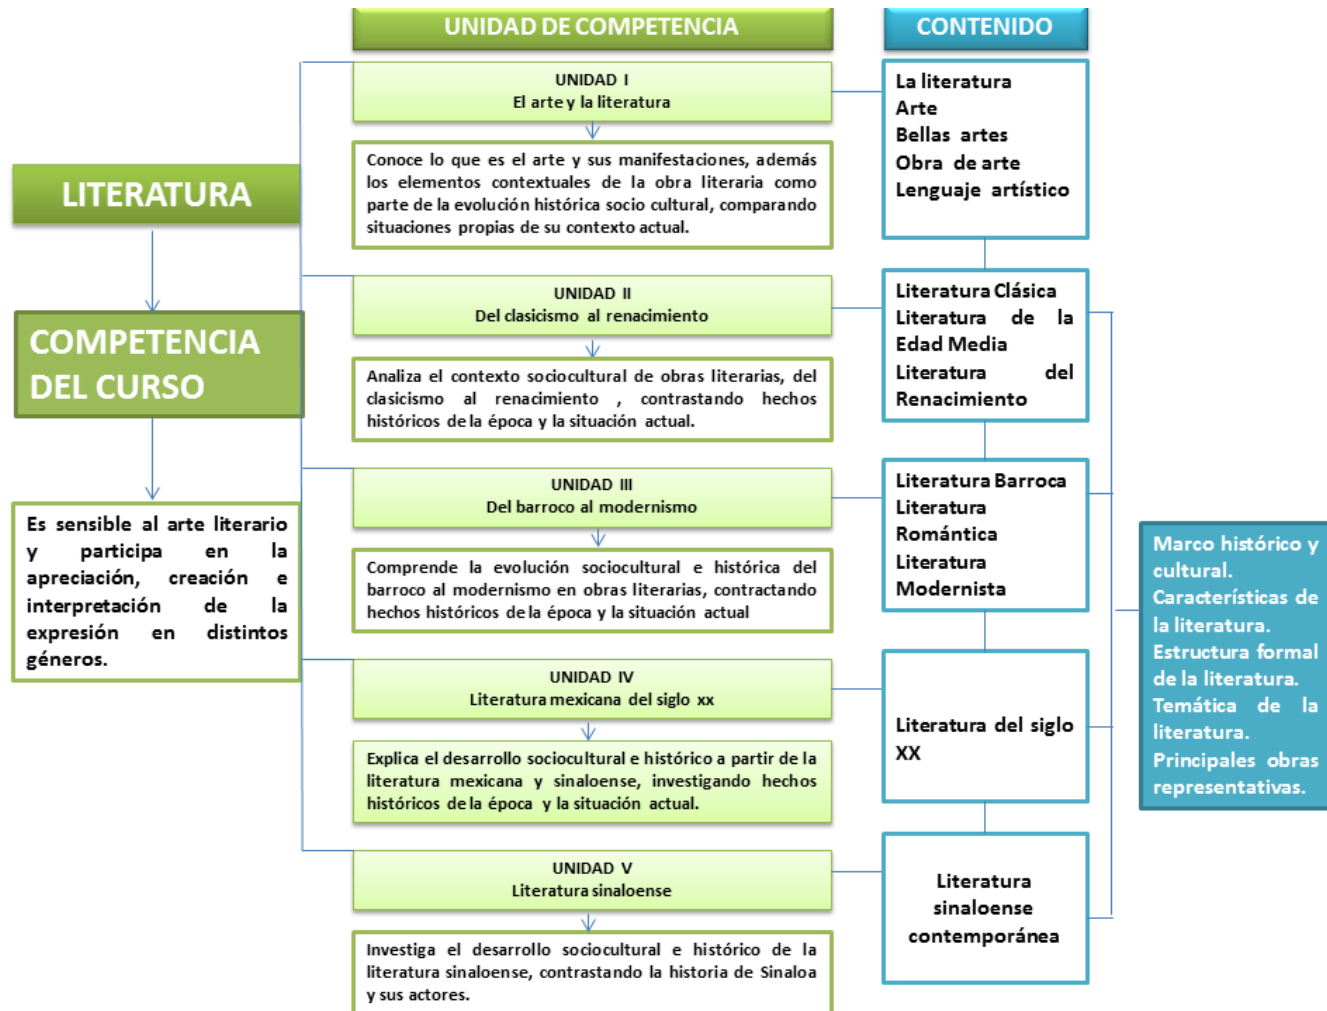 UNIDAD DE COMPETENCIA
CONTENIDO
LITERATURA
COMPETENCIA
DEL CURSO
Es sensible al arte literario
y participa en la
apreciación, creación e
interpretación de la
expresión en distintos
géneros.
UNIDAD I
El arte y la literatura
Conoce lo que es el arte y sus manifestaciones, además
los elementos contextuales de la obra literaria como
parte de la evolución histórica socio cultural, comparando
situaciones propias de su contexto actual.
La literatura
Arte
Bellas artes
Obra de arte
Lenguaje artístico
UNIDAD II
Del clasicismo al renacimiento
Analiza el contexto sociocultural de obras literarias, del
clasicismo al renacimiento , contrastando hechos
históricos de la época y la situación actual.
Literatura Clásica
Literatura de la
Edad Media
Literatura del
Renacimiento
UNIDAD III
Del barroco al modernismo
Comprende la evolución sociocultural e histórica del
barroco al modernismo en obras literarias, contractando
hechos históricos de la época y la situación actual
Literatura Barroca
Literatura
Romántica
Literatura
Modernista
UNIDAD IV
Literatura mexicana del siglo xx
Explica el desarrollo sociocultural e histórico a partir de la
literatura mexicana y sinaloense, investigando hechos
históricos de la época y la situación actual.
Literatura del siglo
XX
UNIDAD V
Literatura sinaloense
Investiga el desarrollo sociocultural e histórico de la
literatura sinaloense, contrastando la historia de Sinaloa
y sus actores.
Literatura
sinaloense
contemporánea
Marco histórico y
cultural.
Características de
la literatura.
Estructura formal
de la literatura.
Temática de la
literatura.
Principales obras
representativas.